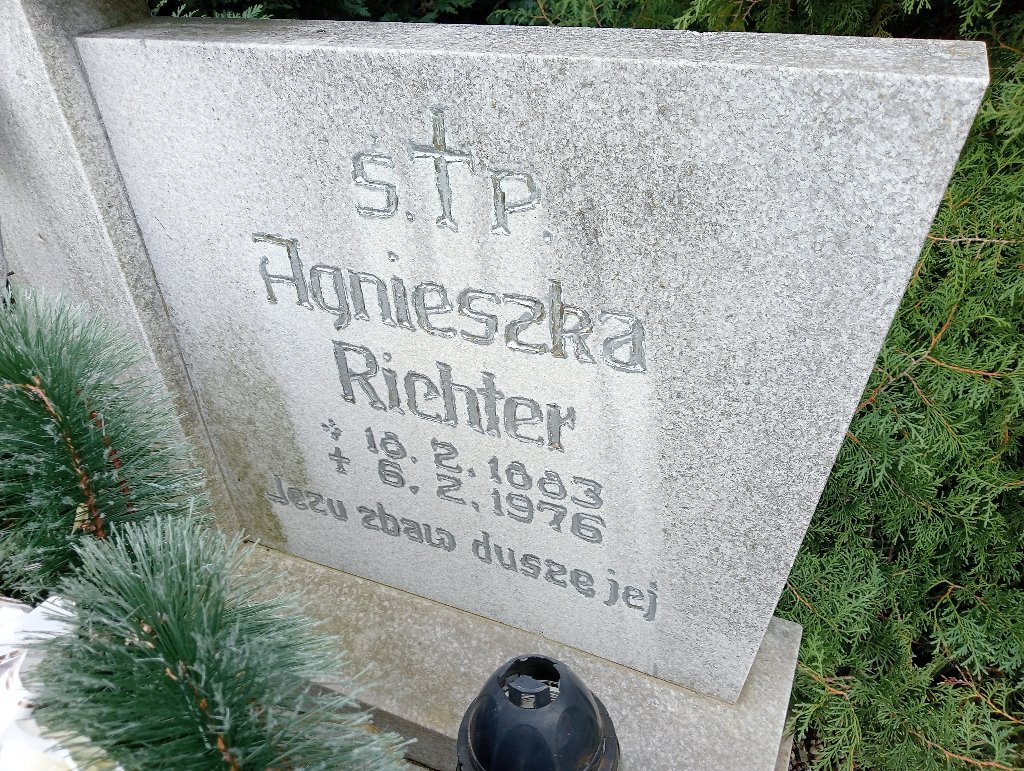 Ś. † P.
Agnieszka
Richter
* 18. 2. 1883
+ 6. 2. 1976
Jezu zbaw dusze jej